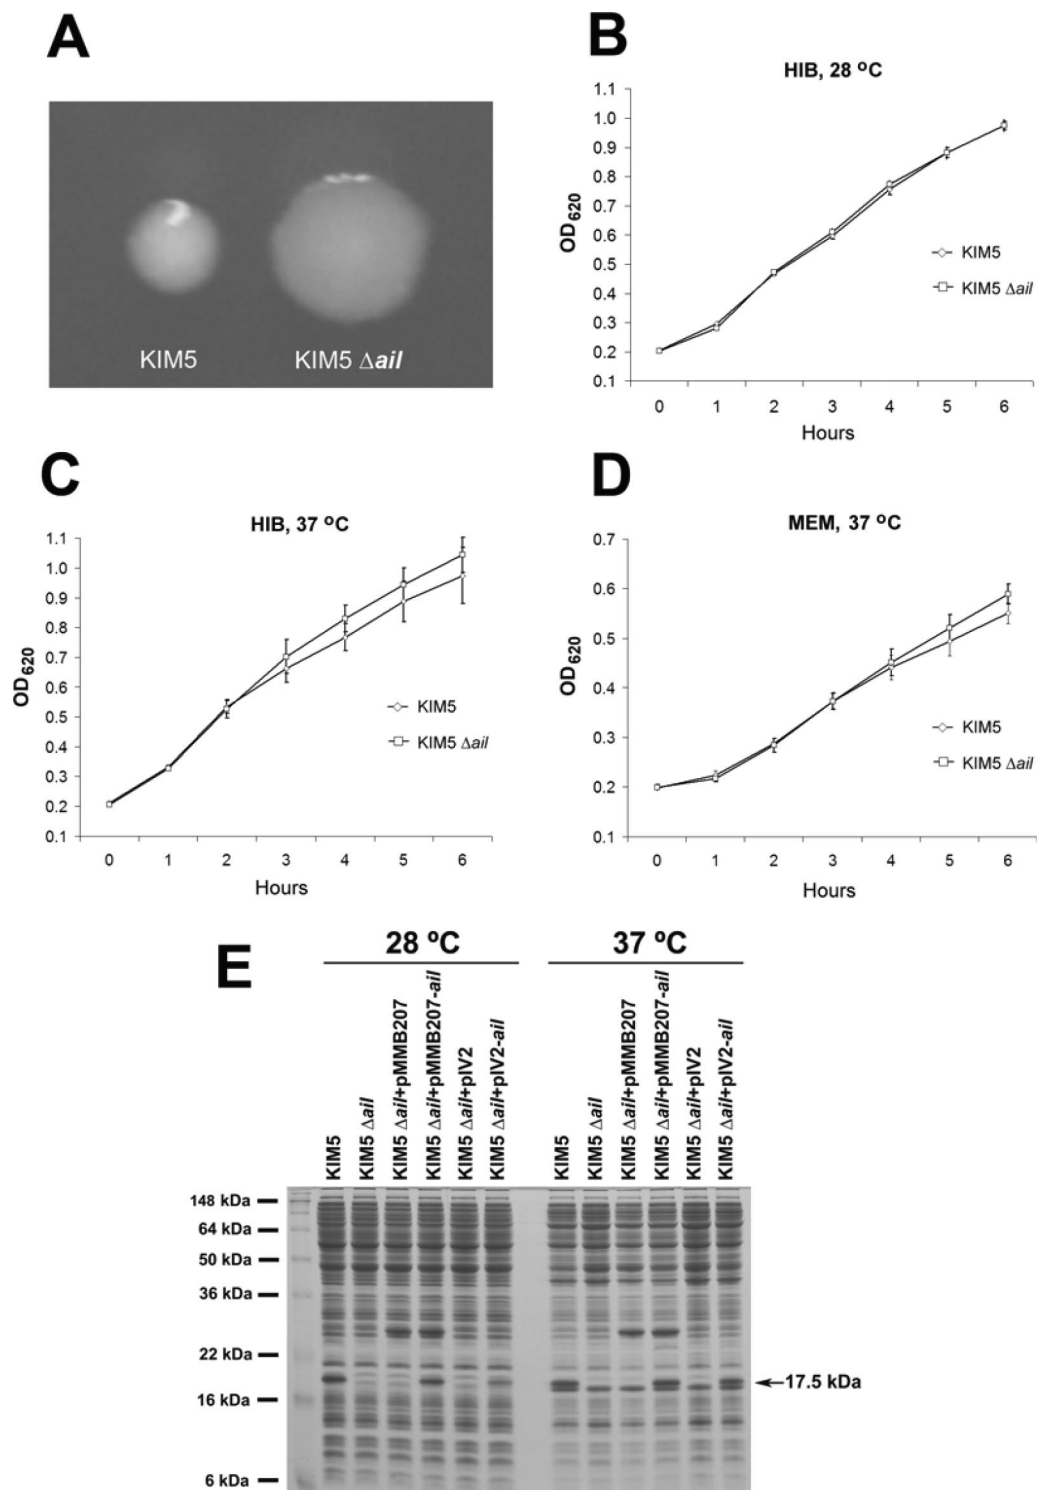 A
KIM5
KIM5 Δail
B
HIB, 28 ºC
OD620
1.1
1.0
0.9
0.8
0.7
0.6
0.5
0.4
0.3
0.2
0.1
0 1 2 3 4 5 6
Hours
KIM5
KIM5 Δail
C
HIB, 37 ºC
OD620
1.1
1.0
0.9
0.8
0.7
0.6
0.5
0.4
0.3
0.2
0.1
0 1 2 3 4 5 6
Hours
KIM5
KIM5 Δail
D
MEM, 37 ºC
OD620
0.7
0.5
0.4
0.3
0.2
0.1
0 1 2 3 4 5 6
Hours
KIM5
KIM5 Δail
E
28 ºC
37 ºC
KIM5
KIM5 Δail
KIM5 Δail+pMMB207
KIM5 Δail+pMMB207-ail
KIM5 Δail+pIV2
KIM5 Δail+pIV2-ail
KIM5
KIM5 Δail
KIM5 Δail+pMMB207
KIM5 Δail+pMMB207-ail
KIM5 Δail+pIV2
KIM5 Δail+pIV2-ail
148 kDa
64 kDa
50 kDa
36 kDa
22 kDa
16 kDa
6 kDa
17.5 kDa